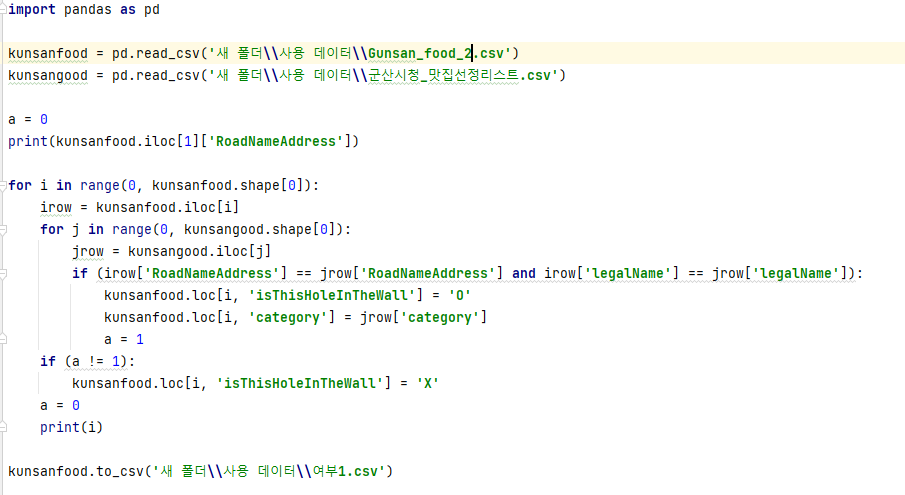 import pandas as pd
kunsanfood = pd.read_csv('새 폴더\\사용 데이터\\Gunsan_food_2.csv')
kunsangood = pd.read_csv('새 폴더\\사용 데이터\\군산시청_맛집선정리스트.csv')
a = 0
print(kunsanfood.iloc[1]['RoadNameAddress'])
for i in range(0, kunsanfood.shape[0]):
    irow = kunsanfood.iloc[i]
    for j in range(0, kunsangood.shape[0]):
        jrow = kunsangood.iloc[j]
        if (irow['RoadNameAddress'] == jrow['RoadNameAddress'] and irow['legalName'] == jrow['legalName']):
            kunsanfood.loc[i, 'isThisHoleInTheWall'] = 'O'
            kunsanfood.loc[i, 'category'] = jrow['category']
            a = 1
    if (a != 1):
        kunsanfood.loc[i, 'isThisHoleInTheWall'] = 'X'
    a = 0
    print(i)
kunsanfood.to_csv('새 폴더\\사용 데이터\\여부1.csv')